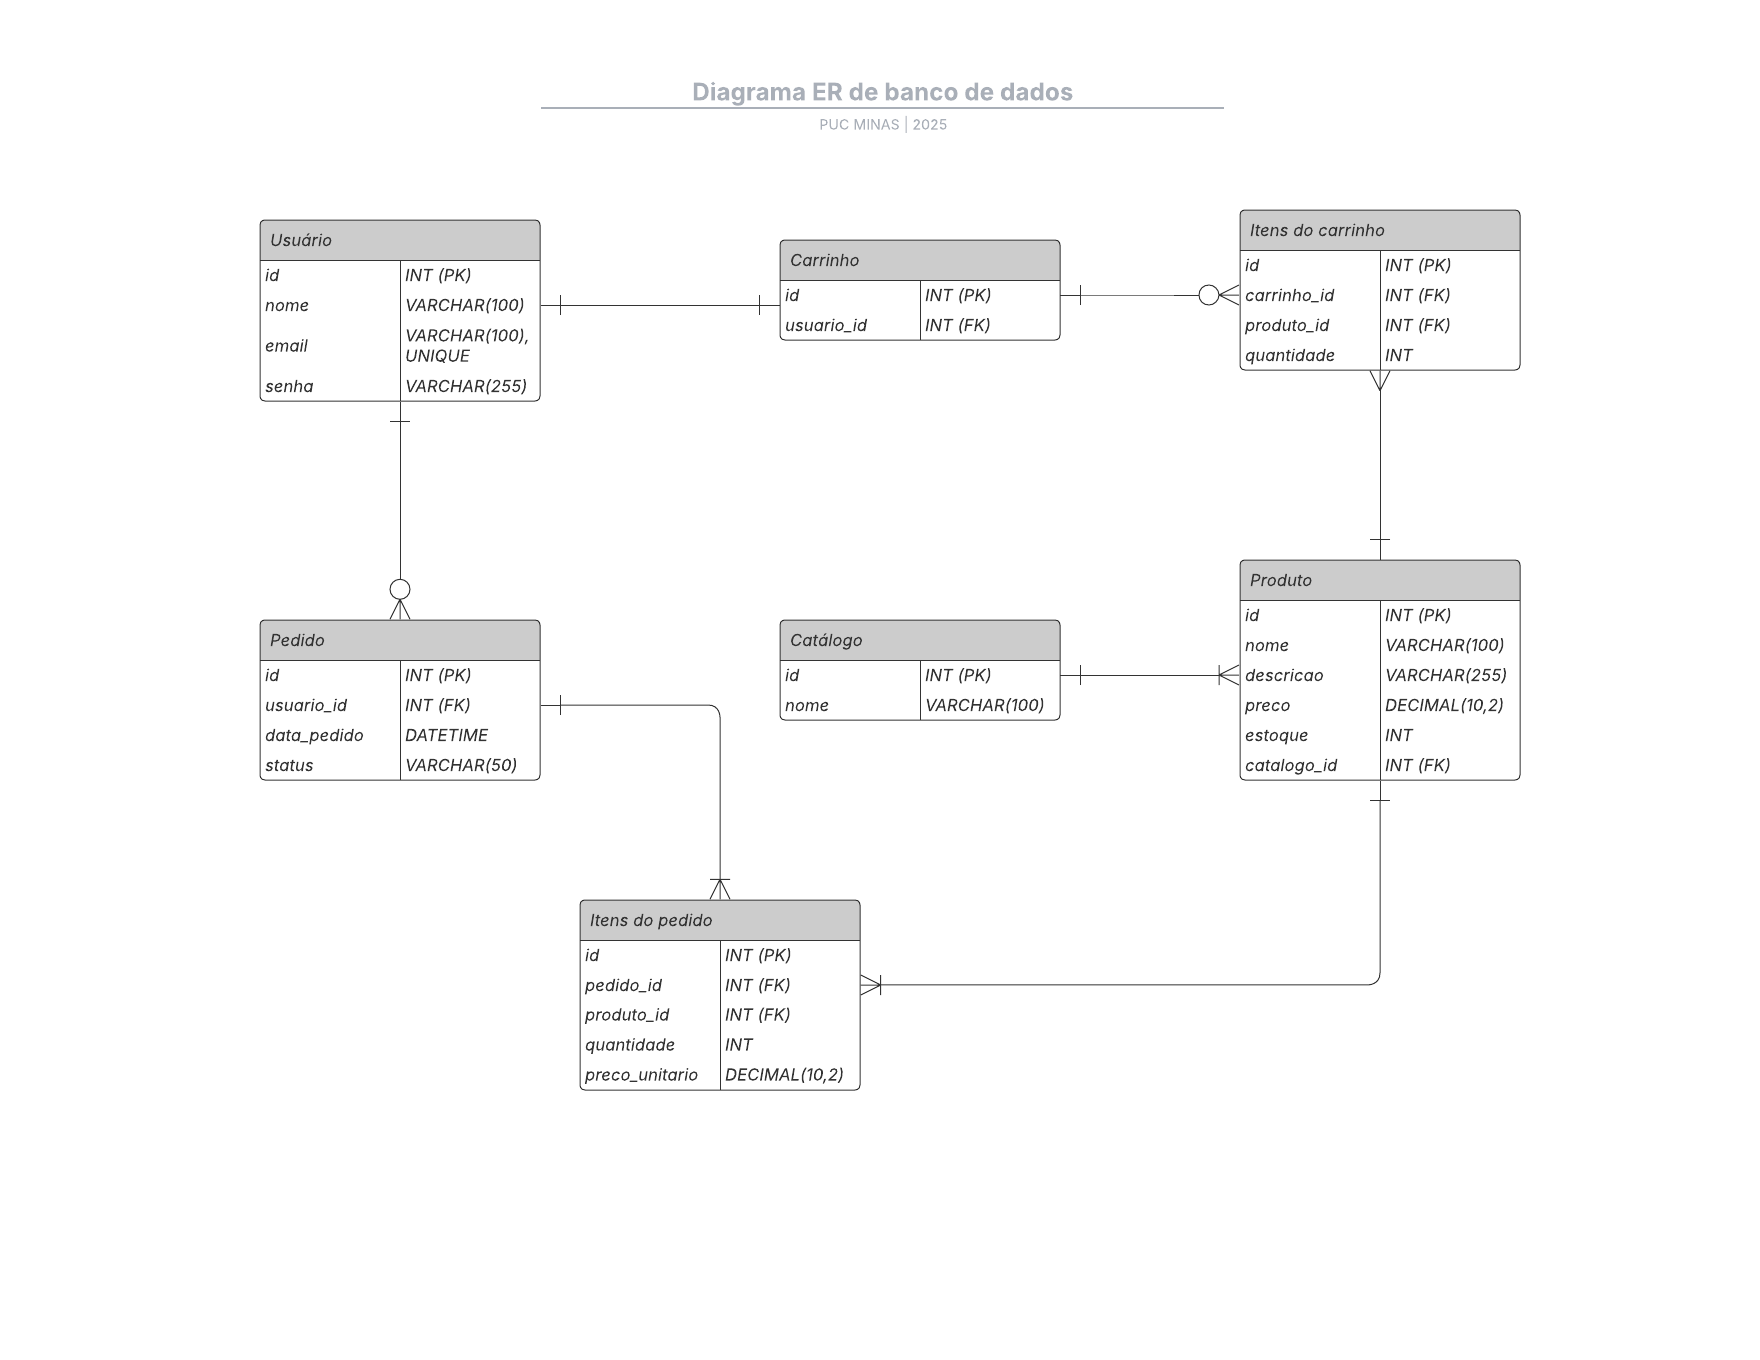 Diagrama ER de banco de dados
PUC MINAS | 2025
Usuário
id INT (PK)
nome VARCHAR(100)
email VARCHAR(100),
UNIQUE
senha VARCHAR(255)
Carrinho
id INT (PK)
usuario_id INT (FK)
Itens do carrinho
id INT (PK)
carrinho_id INT (FK)
produto_id INT (FK)
quantidade INT
Pedido
id INT (PK)
usuario_id INT (FK)
data_pedido DATETIME
status VARCHAR(50)
Catálogo
id INT (PK)
nome VARCHAR(100)
Produto
id INT (PK)
nome VARCHAR(100)
descricao VARCHAR(255)
preco DECIMAL(10,2)
estoque INT
catalogo_id INT (FK)
Itens do pedido
id INT (PK)
pedido_id INT (FK)
produto_id INT (FK)
quantidade INT
preco_unitario DECIMAL(10,2)